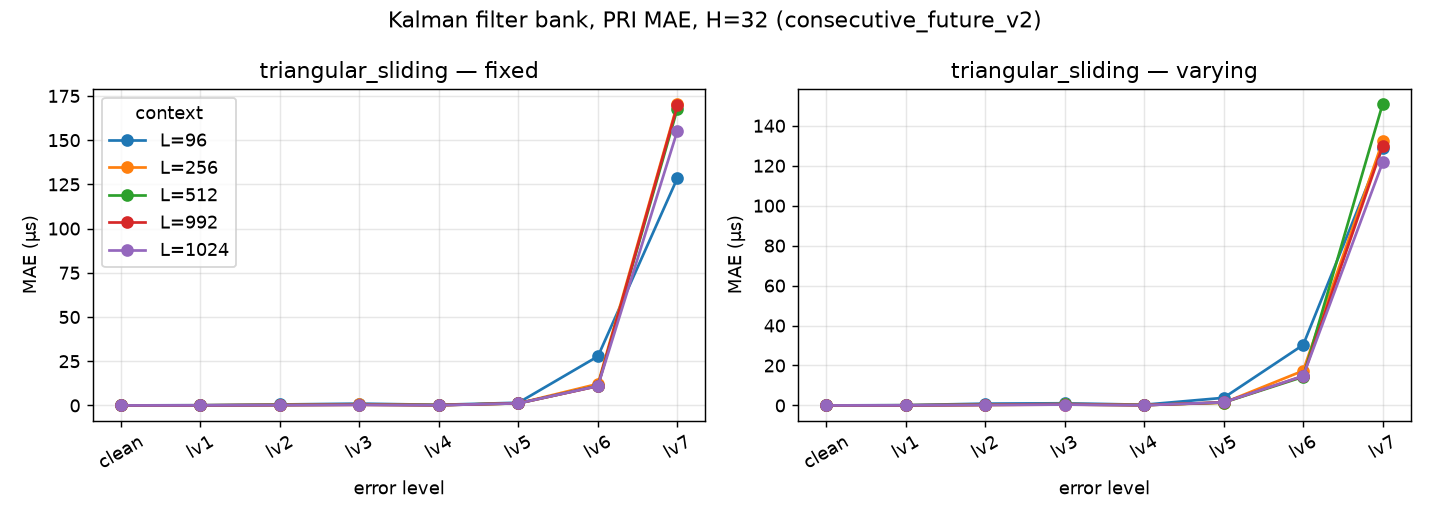 Kalman filter bank, PRI MAE, H=32 (consecutive_future_v2)
triangular_sliding — fixed
175
150
125
100
75
50
25
0
MAE (μs)
context
L=96
L=256
L=512
L=992
L=1024
clean
lv1
lv2
lv3
lv4
lv5
lv6
lv7
error level
triangular_sliding — varying
140
120
100
80
60
40
20
0
MAE (μs)
clean
lv1
lv2
lv3
lv4
lv5
lv6
lv7
error level